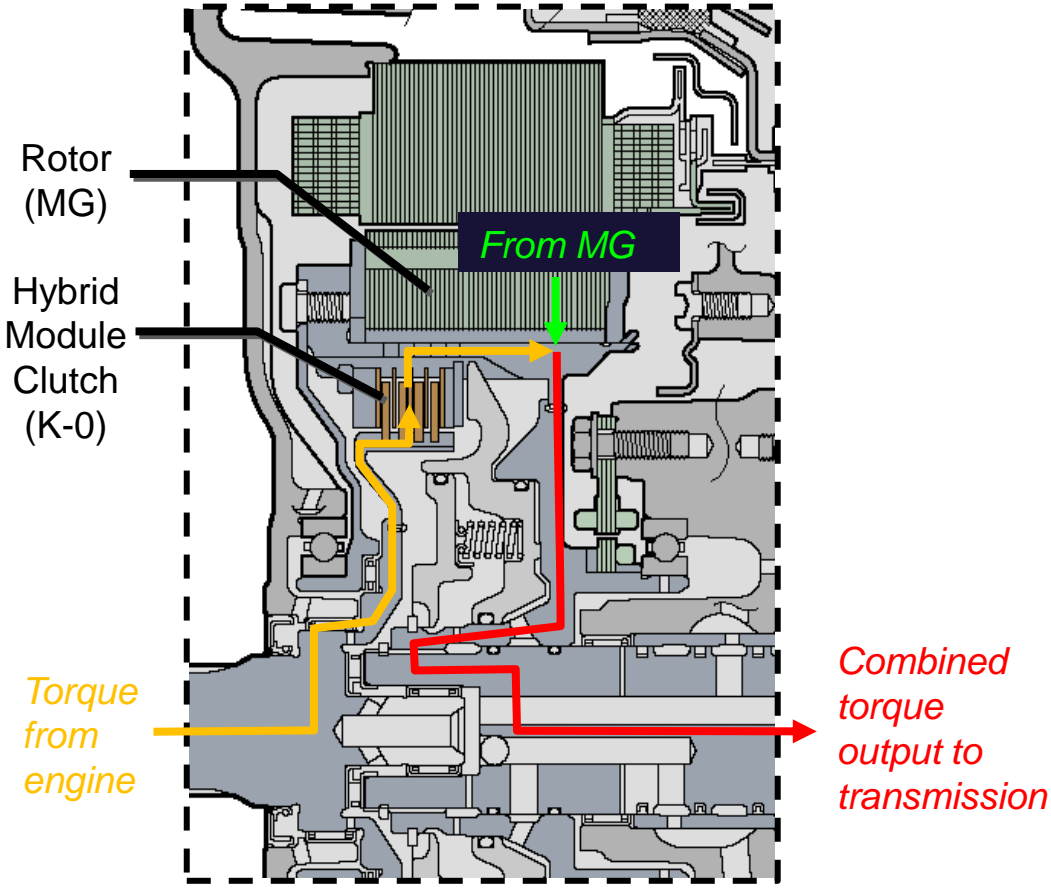 Rotor
(MG)
From MG
Hybrid
Module
Clutch
(K-0)
Torque
from
engine
Combined
torque
output to
transmission